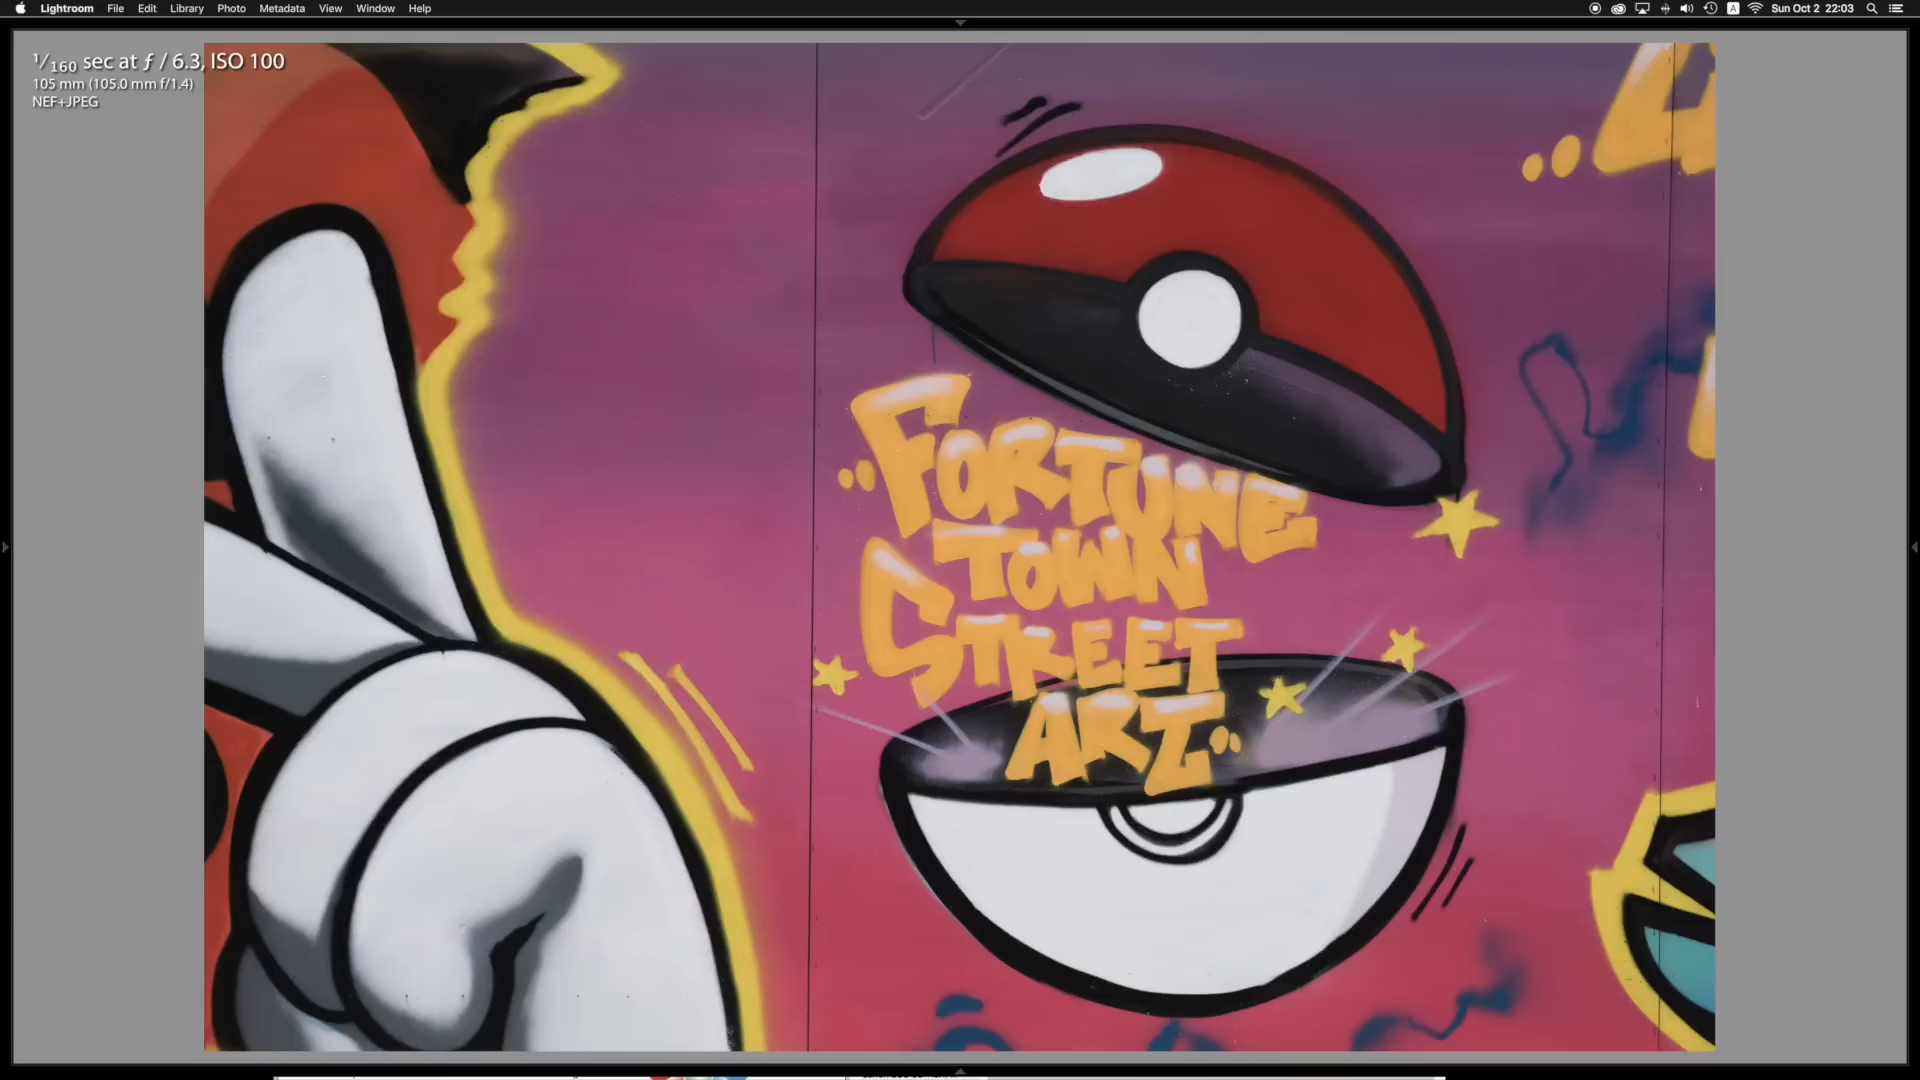 Lightroom File Edit Library Photo Metadata View Window Help
A Sun Oct 2 22:03
1/160 sec at ƒ / 6.3, ISO 100
105 mm (105.0 mm f/1.4)
NEF+JPEG
FORTUNE
TOWN
STREET
ART